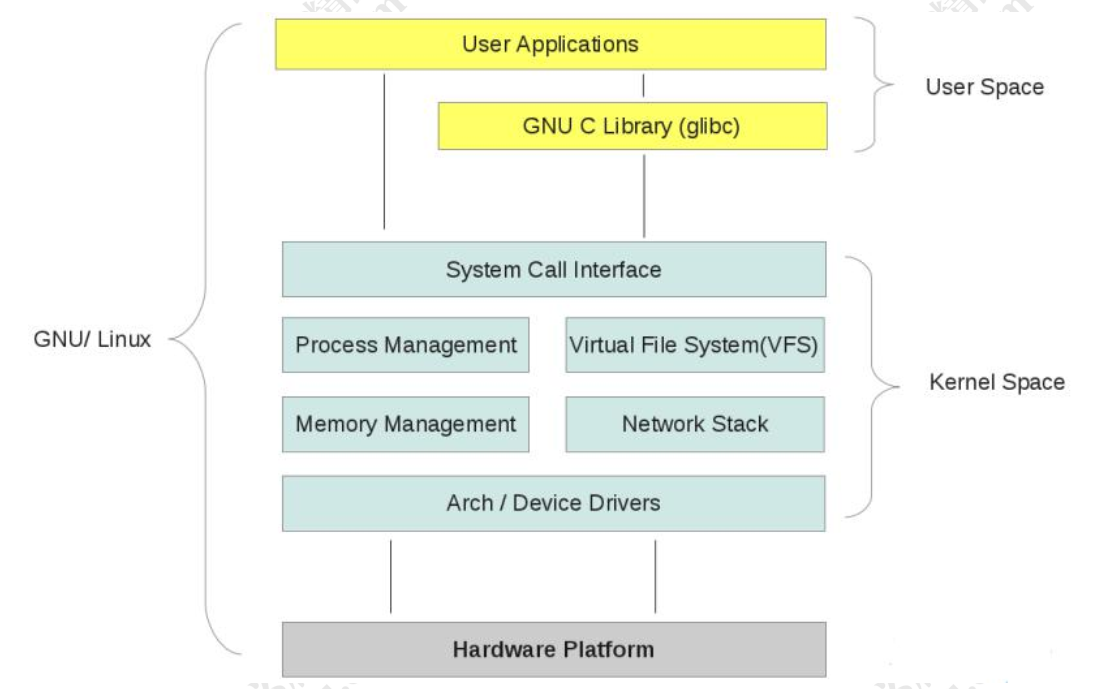 User Applications
User Space
GNU C Library (glibc)
System Call Interface
GNU/ Linux
Process Management
Virtual File System(VFS)
Kernel Space
Memory Management
Network Stack
Arch / Device Drivers
Hardware Platform